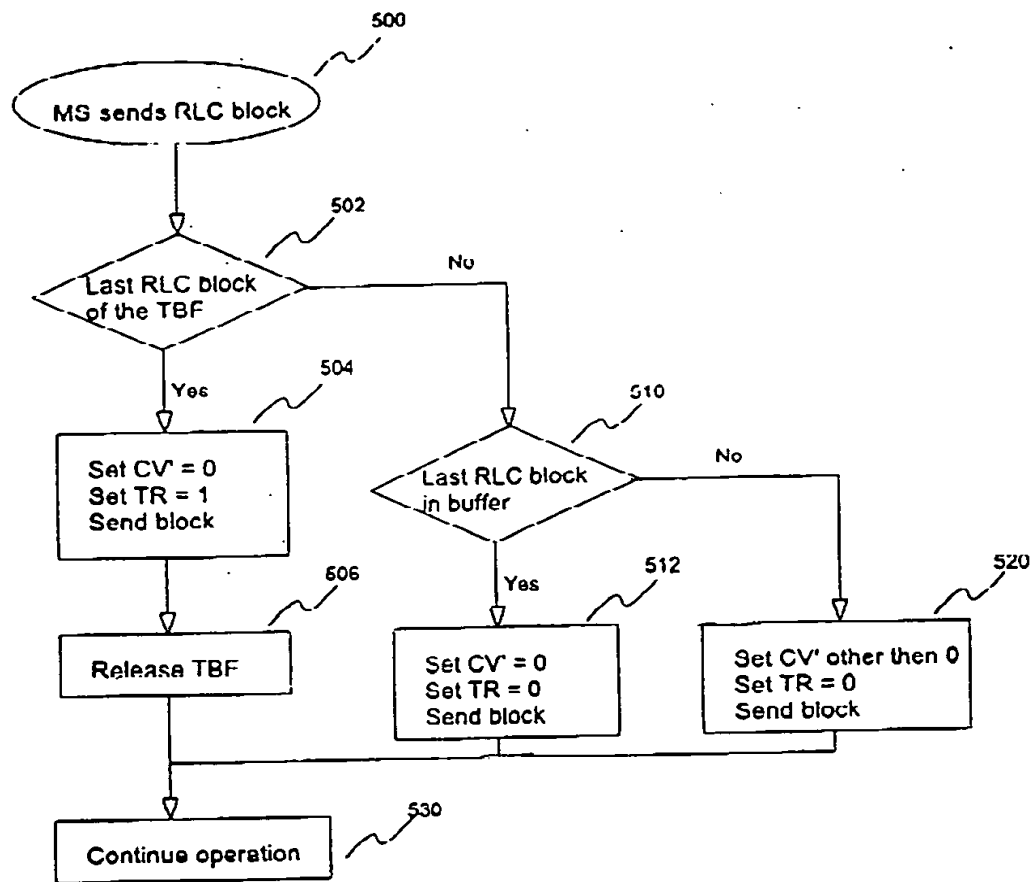 500
MS sends RLC block
502
Last RLC block
of the TBF
No
Yes
504
510
Set CV' = 0
Set TR = 1
Send block
Last RLC block
in buffer
No
506
Yes
512
520
Release TBF
Set CV' = 0
Set TR = 0
Send block
Set CV' other then 0
Set TR = 0
Send block
530
Continue operation